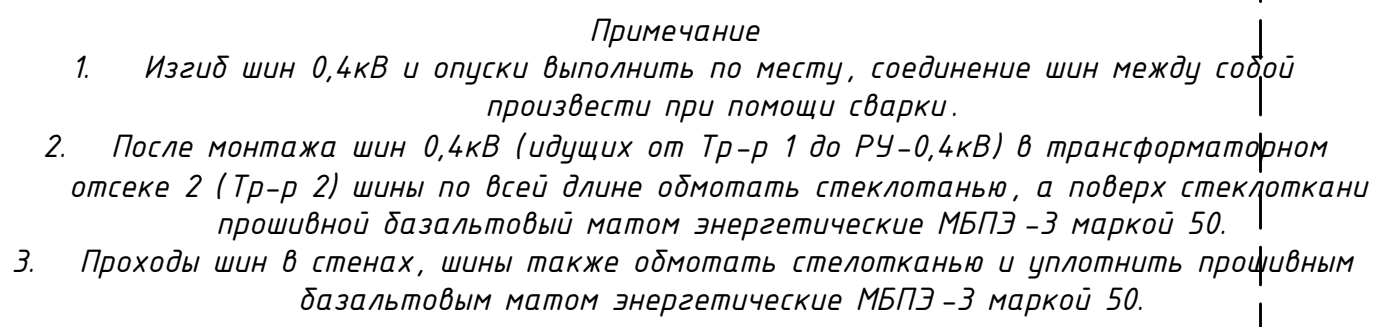 Примечание
1. Изгиб шин 0,4кВ и опуски выполнить по месту, соединение шин между собой
произвести при помощи сварки.
2. После монтажа шин 0,4кВ (идущих от Тр-р 1 до РУ-0,4кВ) в трансформаторном
отсеке 2 (Тр-р 2) шины по всей длине обмотать стеклотанью, а поверх стеклоткани
прошивной базальтовый матом энергетические МБПЭ-3 маркой 50.
3. Проходы шин в стенах, шины также обмотать стелотканью и уплотнить прошивным
базальтовым матом энергетические МБПЭ-3 маркой 50.